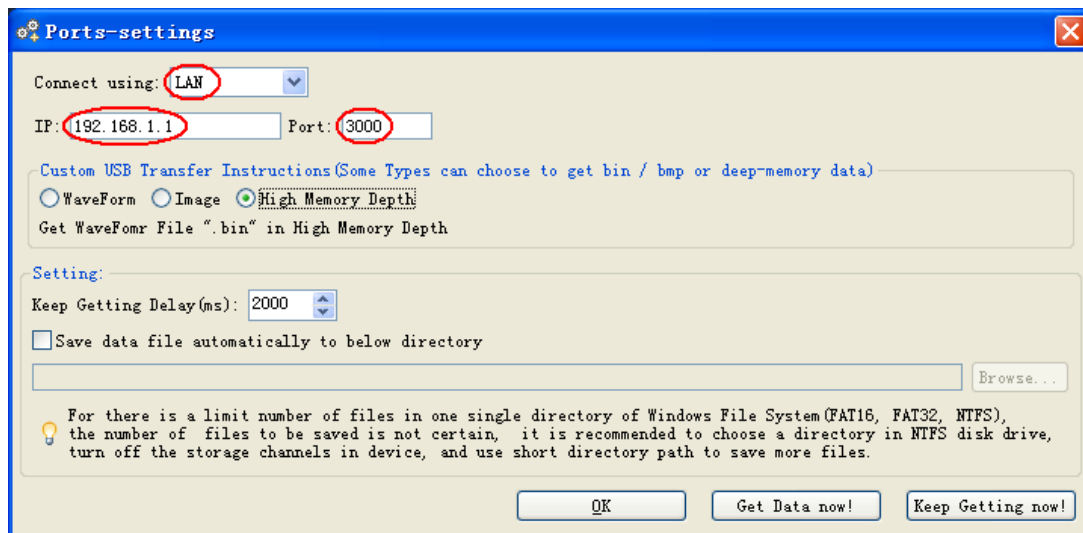 Ports-settings
Connect using: LAN
IP: 192.168.1.1 Port: 3000
Custom USB Transfer Instructions(Some Types can choose to get bin / bmp or deep-memory data)
WaveForm Image High Memory Depth
Get WaveFomr File ".bin" in High Memory Depth
Setting:
Keep Getting Delay(ms): 2000
Save data file automatically to below directory
Browse...
For there is a limit number of files in one single directory of Windows File System(FAT16, FAT32, NTFS),
the number of files to be saved is not certain, it is recommended to choose a directory in NTFS disk drive,
turn off the storage channels in device, and use short directory path to save more files.
OK Get Data now! Keep Getting now!